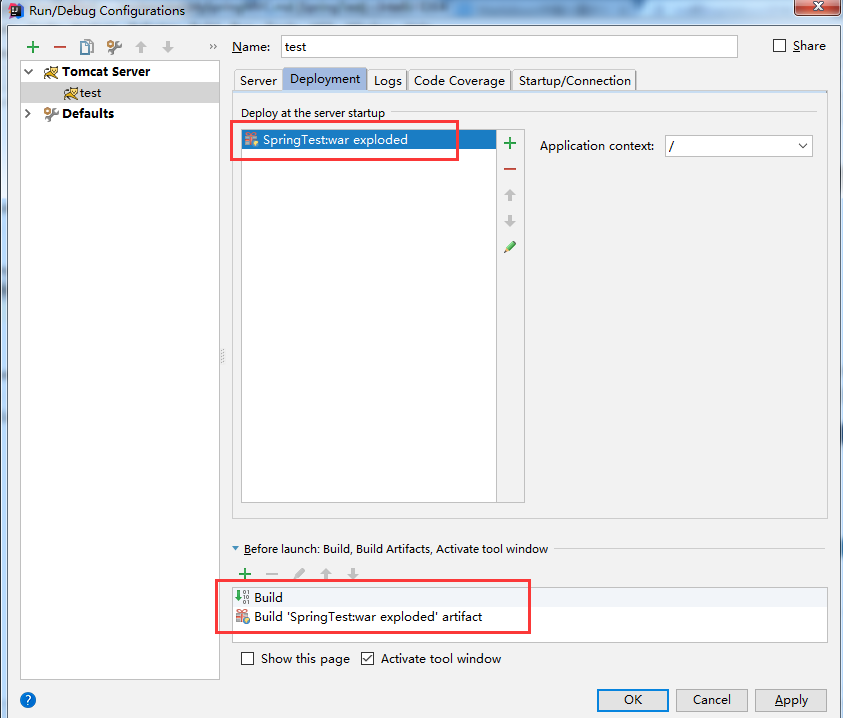 Run/Debug Configurations
Name: test
Share
Tomcat Server
test
Defaults
Server Deployment Logs Code Coverage Startup/Connection
Deploy at the server startup
SpringTest:war exploded
Application context: /
Before launch: Build, Build Artifacts, Activate tool window
Build
Build 'SpringTest:war exploded' artifact
Show this page Activate tool window
OK Cancel Apply